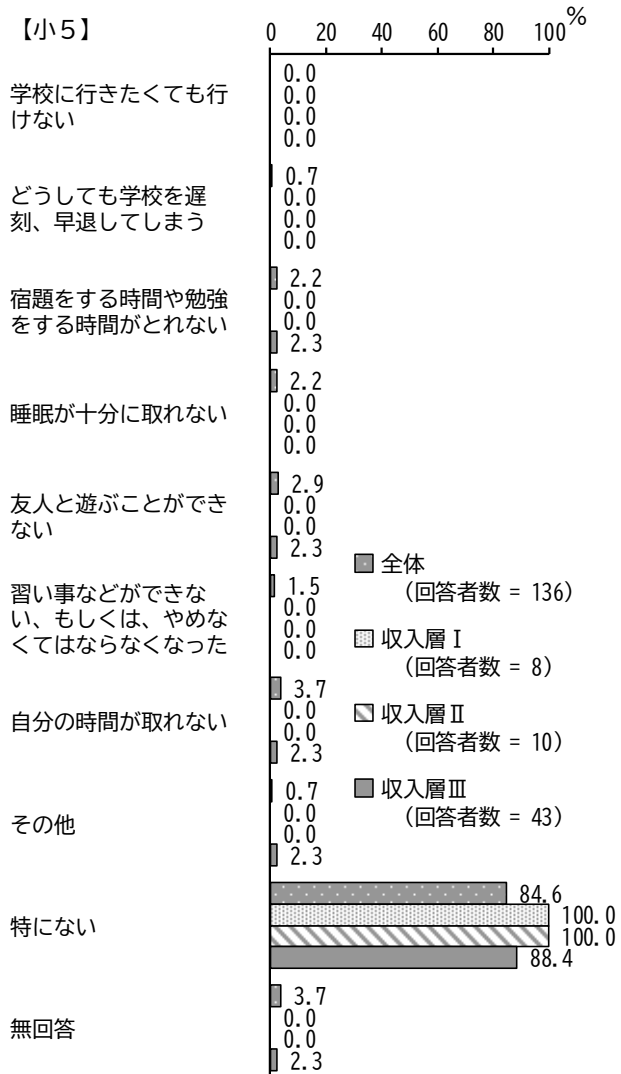 【小５】
0 20 40 60 80 100 %
学校に行きたくても行
けない
0.0
0.0
0.0
0.0
どうしても学校を遅
刻、早退してしまう
0.7
0.0
0.0
0.0
宿題をする時間や勉強
をする時間がとれない
2.2
0.0
0.0
2.3
睡眠が十分に取れない
2.2
0.0
0.0
0.0
友人と遊ぶことができ
ない
2.9
0.0
0.0
2.3
習い事などができな
い、もしくは、やめな
くてはならなくなった
1.5
0.0
0.0
0.0
自分の時間が取れない
3.7
0.0
0.0
2.3
その他
0.7
0.0
0.0
2.3
特にない
84.6
100.0
100.0
88.4
無回答
3.7
0.0
0.0
2.3
全体
（回答者数 = 136）
収入層Ⅰ
（回答者数 = 8）
収入層Ⅱ
（回答者数 = 10）
収入層Ⅲ
（回答者数 = 43）